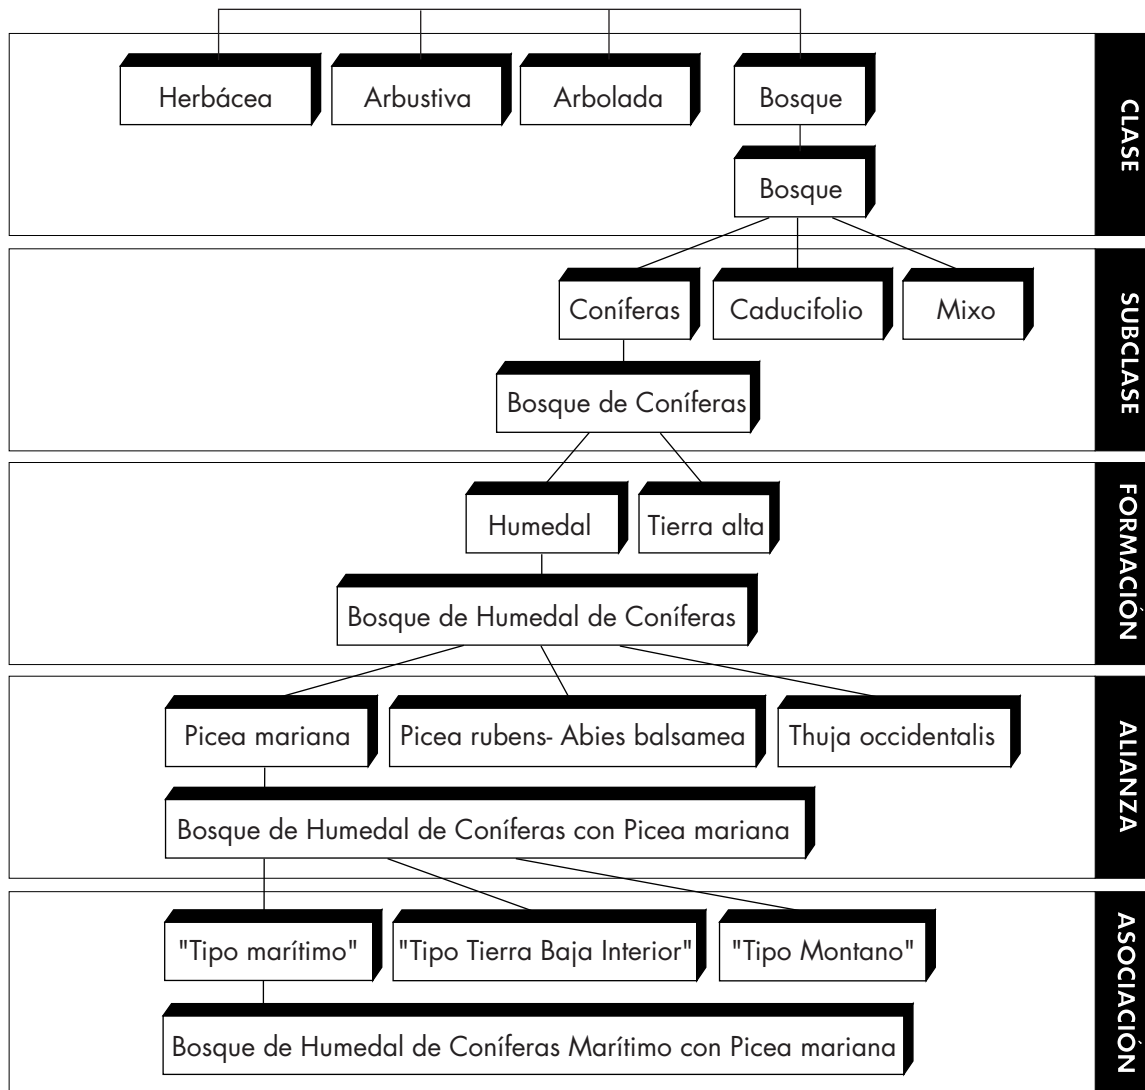 Herbácea
Arbustiva
Arbolada
Bosque
Bosque
CLASE
Coníferas
Caducifolio
Mixo
Bosque de Coníferas
SUBCLASE
Humedal
Tierra alta
Bosque de Humedal de Coníferas
FORMACIÓN
Picea mariana
Picea rubens- Abies balsamea
Thuja occidentalis
Bosque de Humedal de Coníferas con Picea mariana
ALIANZA
"Tipo marítimo"
"Tipo Tierra Baja Interior"
"Tipo Montano"
Bosque de Humedal de Coníferas Marítimo con Picea mariana
ASOCIACIÓN